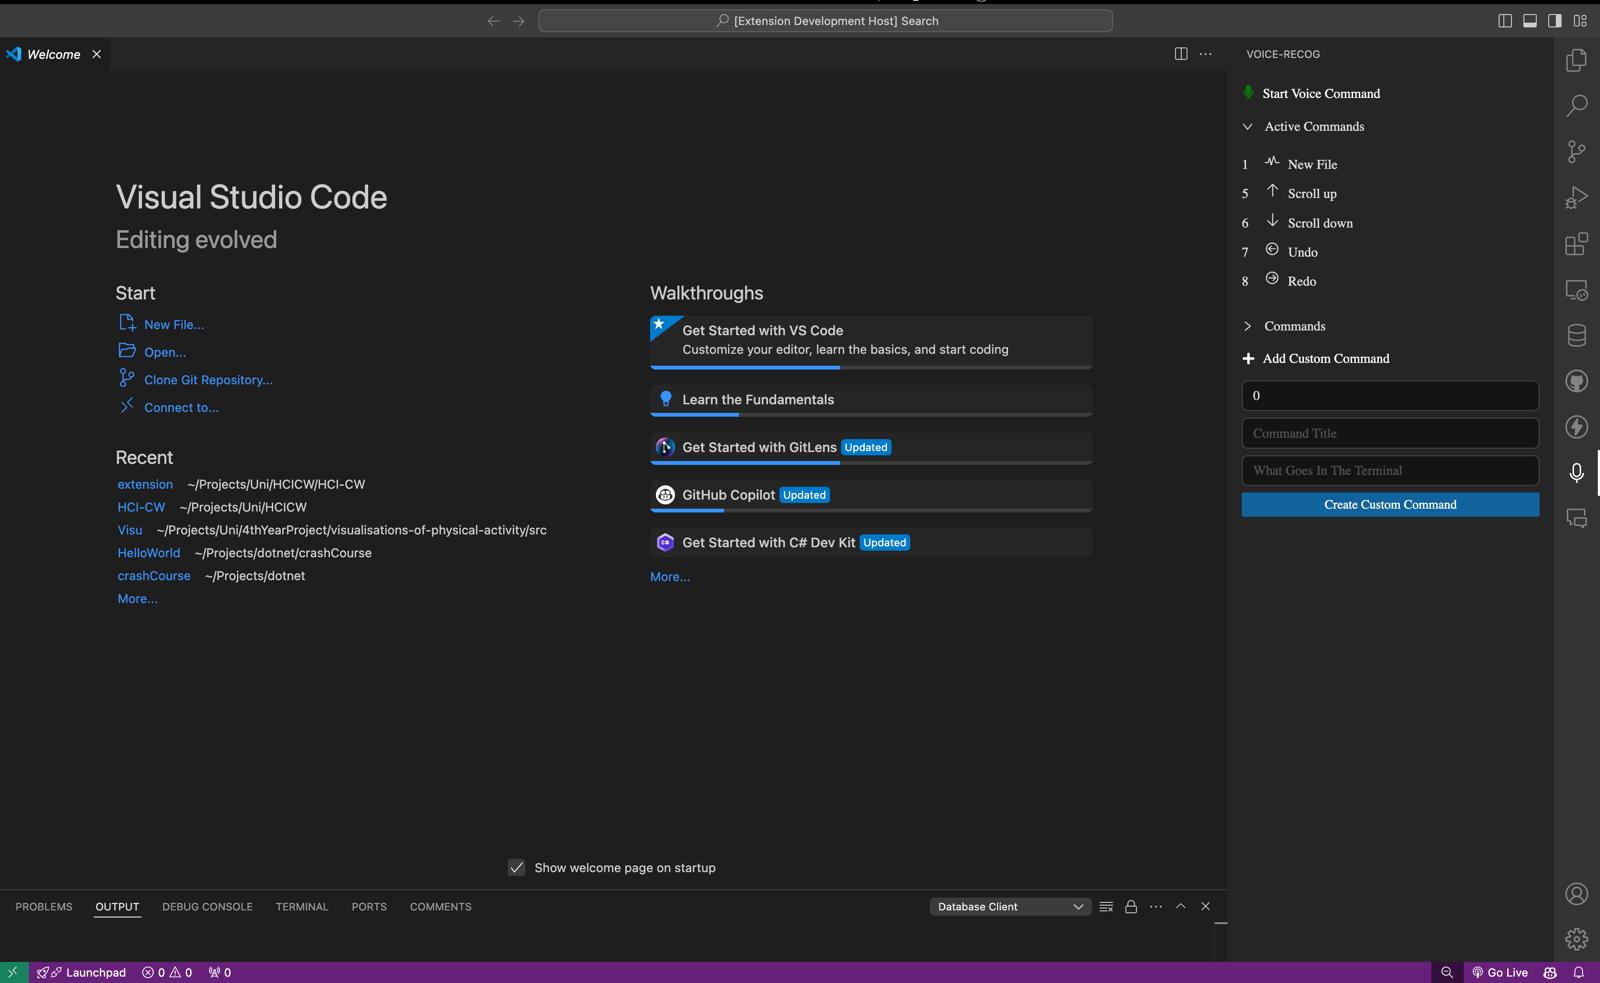 [Extension Development Host] Search
Welcome
VOICE-RECOG
Start Voice Command
Active Commands
1 New File
5 Scroll up
6 Scroll down
7 Undo
8 Redo
Commands
Add Custom Command
0
Command Title
What Goes In The Terminal
Create Custom Command
Visual Studio Code
Editing evolved
Start
New File...
Open...
Clone Git Repository...
Connect to...
Recent
extension ~/Projects/Uni/HCICW/HCI-CW
HCI-CW ~/Projects/Uni/HCICW
Visu ~/Projects/Uni/4thYearProject/visualisations-of-physical-activity/src
HelloWorld ~/Projects/dotnet/crashCourse
crashCourse ~/Projects/dotnet
More...
Walkthroughs
Get Started with VS Code
Customize your editor, learn the basics, and start coding
Learn the Fundamentals
Get Started with GitLens Updated
GitHub Copilot Updated
Get Started with C# Dev Kit Updated
More...
Show welcome page on startup
PROBLEMS OUTPUT DEBUG CONSOLE TERMINAL PORTS COMMENTS Database Client
Launchpad 0 0 0 Go Live